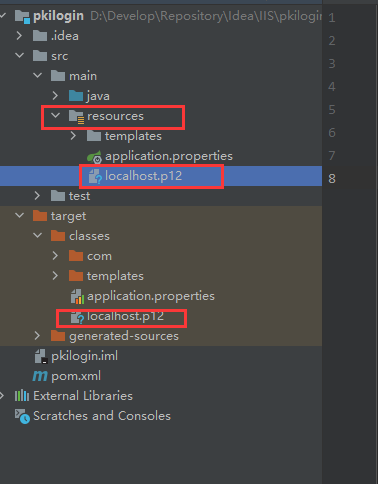 pkilogin D:\Develop\Repository\Idea\IIS\pkilogin
.idea
src
main
java
resources
templates
application.properties
localhost.p12
test
target
classes
com
templates
application.properties
localhost.p12
generated-sources
pkilogin.iml
pom.xml
External Libraries
Scratches and Consoles
1
2
3
4
5
6
7
8